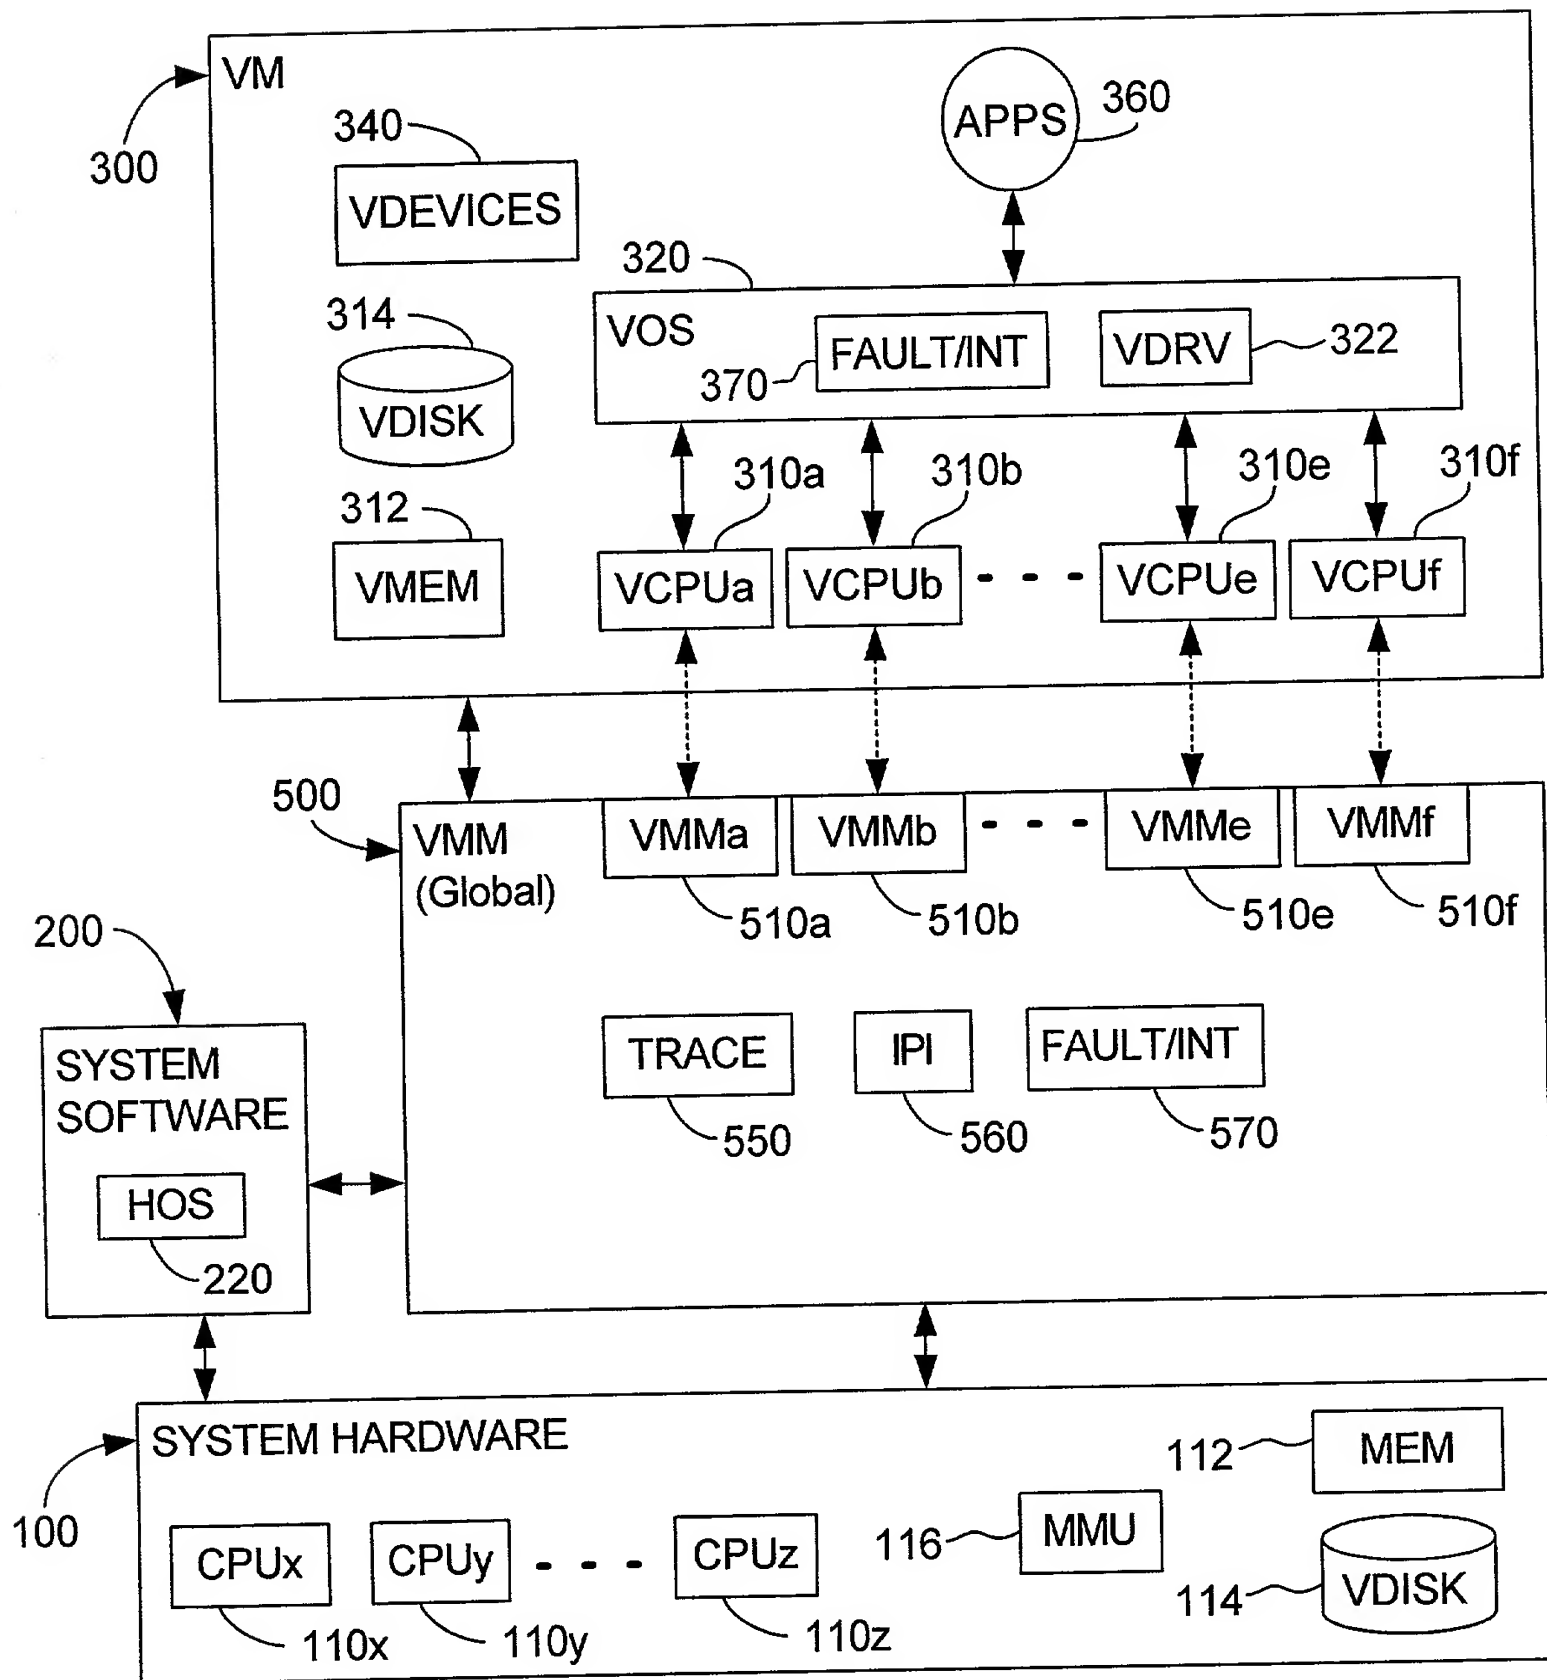 VM
300
340
VDEVICES
APPS
360
320
VOS
FAULT/INT
370
VDRV
322
314
VDISK
312
VMEM
310a
310b
310e
310f
VCPUa
VCPUb
- - -
VCPUe
VCPUf
500
VMM
(Global)
VMMa
VMMb
- - -
VMMe
VMMf
510a
510b
510e
510f
200
SYSTEM
SOFTWARE
HOS
220
TRACE
550
IPI
560
FAULT/INT
570
100
SYSTEM HARDWARE
112
MEM
116
MMU
114
VDISK
CPUx
CPUy
- - -
CPUz
110x
110y
110z